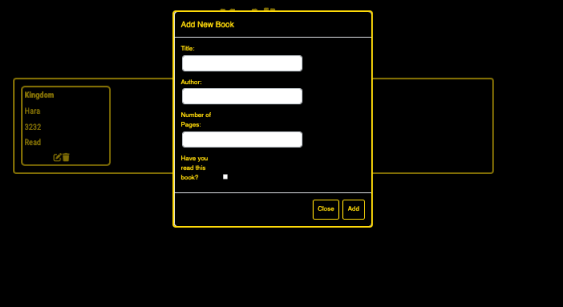 Add New Book
Title:
Author:
Number of
Pages:
Have you
read this
book?
Close
Add
Kingdom
Hara
3232
Read